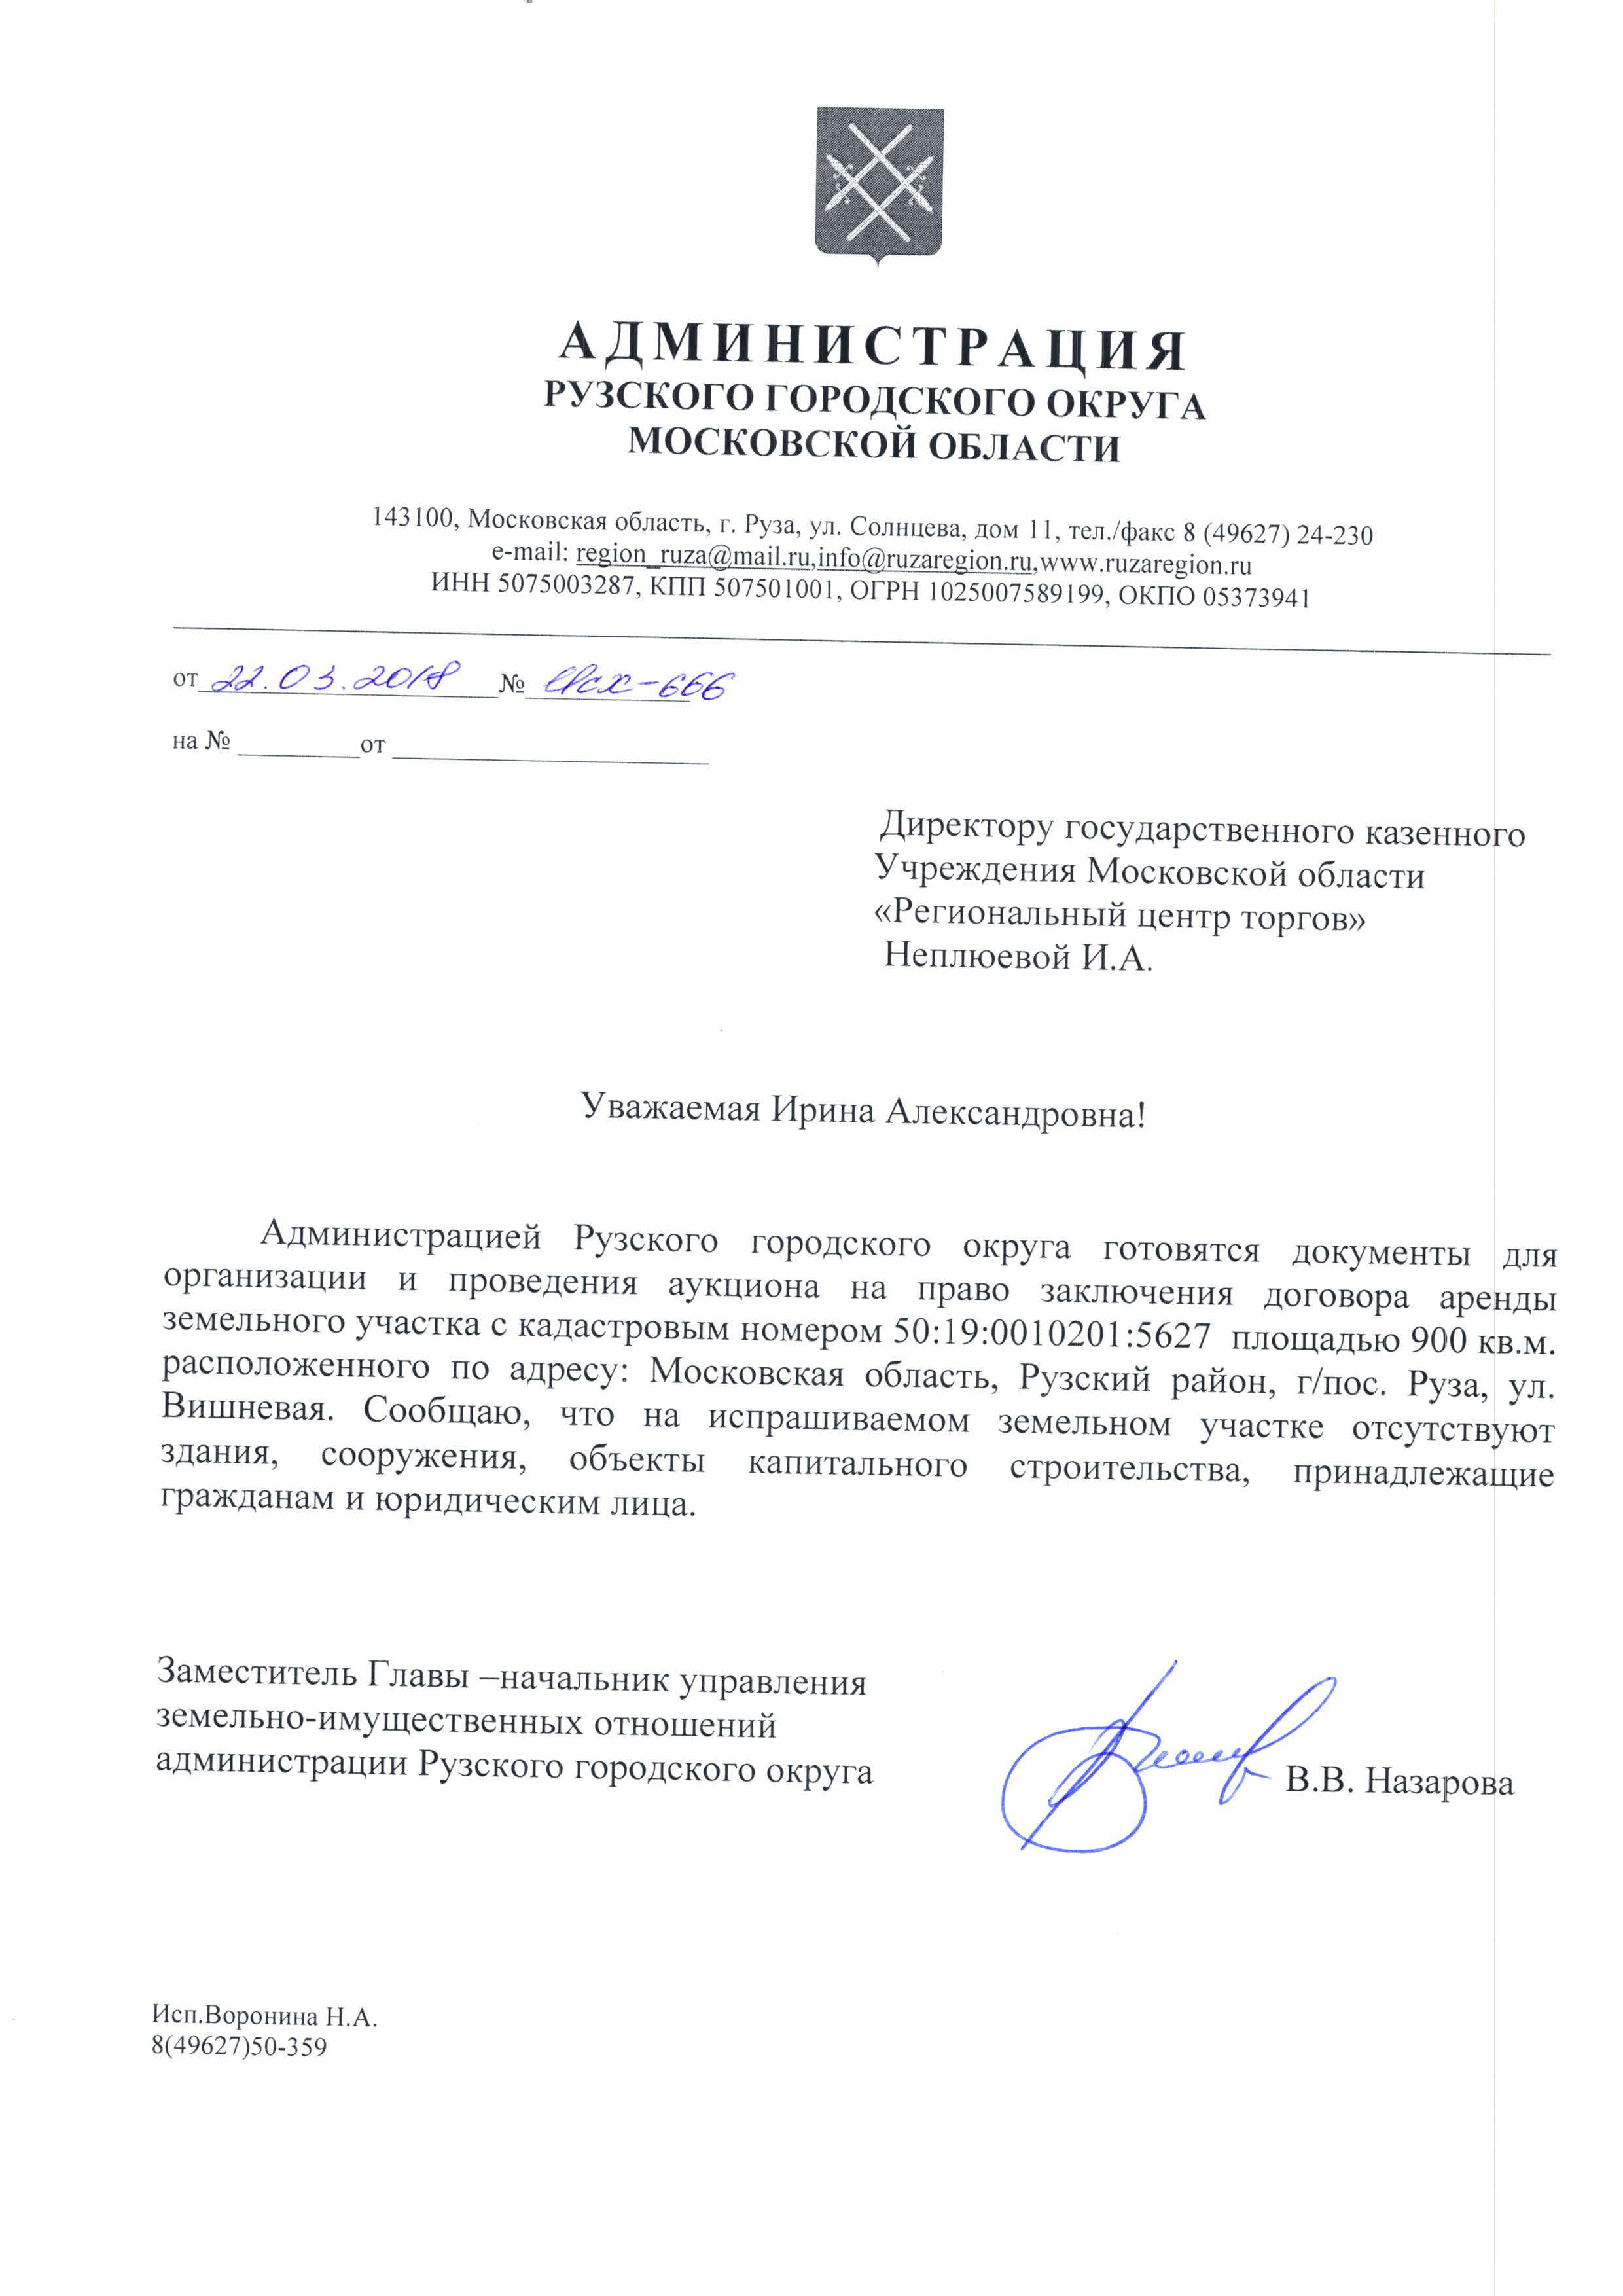 АДМИНИСТРАЦИЯ
РУЗСКОГО ГОРОДСКОГО ОКРУГА
МОСКОВСКОЙ ОБЛАСТИ
143100, Московская область, г. Руза, ул. Солнцева, дом 11, тел./факс 8 (49627) 24-230
e-mail: region_ruza@mail.ru,info@ruzaregion.ru,www.ruzaregion.ru
ИНН 5075003287, КПП 507501001, ОГРН 1025007589199, ОКПО 05373941
от 22.03.2018 № Исх-666
на № _________от _______________________
Директору государственного казенного
Учреждения Московской области
«Региональный центр торгов»
Неплюевой И.А.
Уважаемая Ирина Александровна!
Администрацией Рузского городского округа готовятся документы для
организации и проведения аукциона на право заключения договора аренды
земельного участка с кадастровым номером 50:19:0010201:5627 площадью 900 кв.м.
расположенного по адресу: Московская область, Рузский район, г/пос. Руза, ул.
Вишневая. Сообщаю, что на испрашиваемом земельном участке отсутствуют
здания, сооружения, объекты капитального строительства, принадлежащие
гражданам и юридическим лица.
Заместитель Главы –начальник управления
земельно-имущественных отношений
администрации Рузского городского округа
В.В. Назарова
Исп.Воронина Н.А.
8(49627)50-359